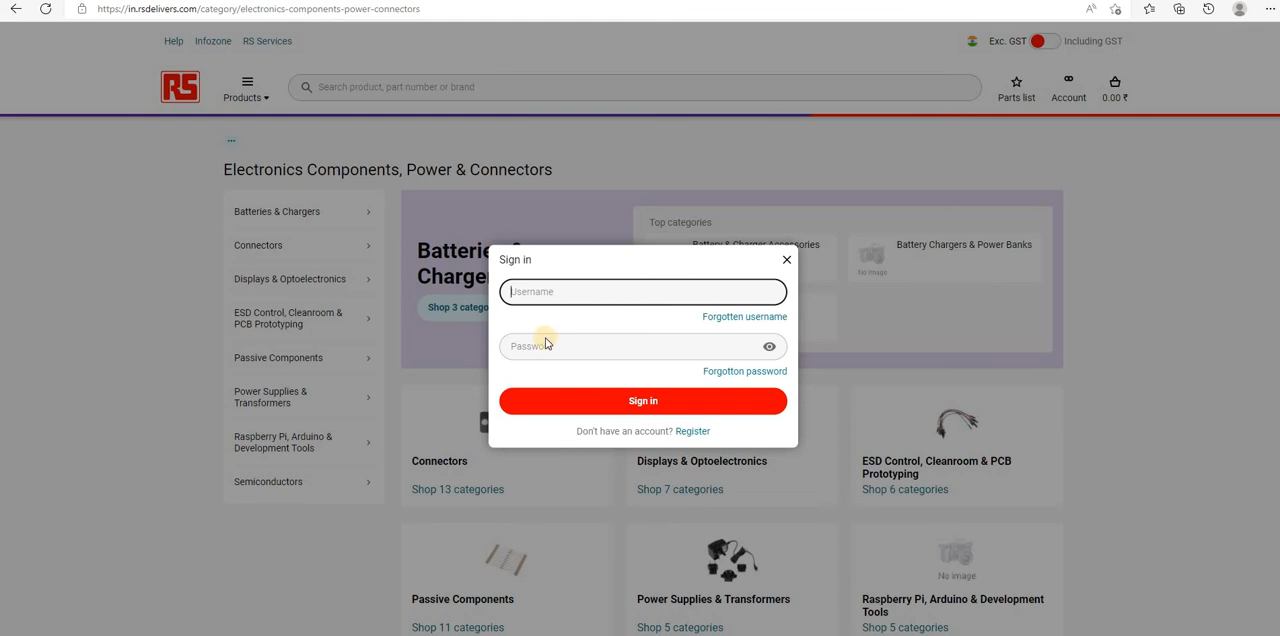 https://in.rsdelivers.com/category/electronics-components-power-connectors
Help Infozone RS Services
Exc. GST Including GST
RS
Products
Search product, part number or brand
Parts list
Account
0.00 ₹
...
Electronics Components, Power & Connectors
Batteries & Chargers
Connectors
Displays & Optoelectronics
ESD Control, Cleanroom &
PCB Prototyping
Passive Components
Power Supplies &
Transformers
Raspberry Pi, Arduino &
Development Tools
Semiconductors
Shop 3
Top categories
Battery & Charger Accessories
Battery Chargers & Power Banks
No image
Sign in
Username
Forgotten username
Forgotton password
Sign in
Don't have an account? Register
Connectors
Shop 13 categories
Displays & Optoelectronics
Shop 7 categories
ESD Control, Cleanroom & PCB
Prototyping
Shop 6 categories
Passive Components
Shop 11 categories
Power Supplies & Transformers
Shop 5 categories
No image
Raspberry Pi, Arduino & Development
Tools
Shop 5 categories